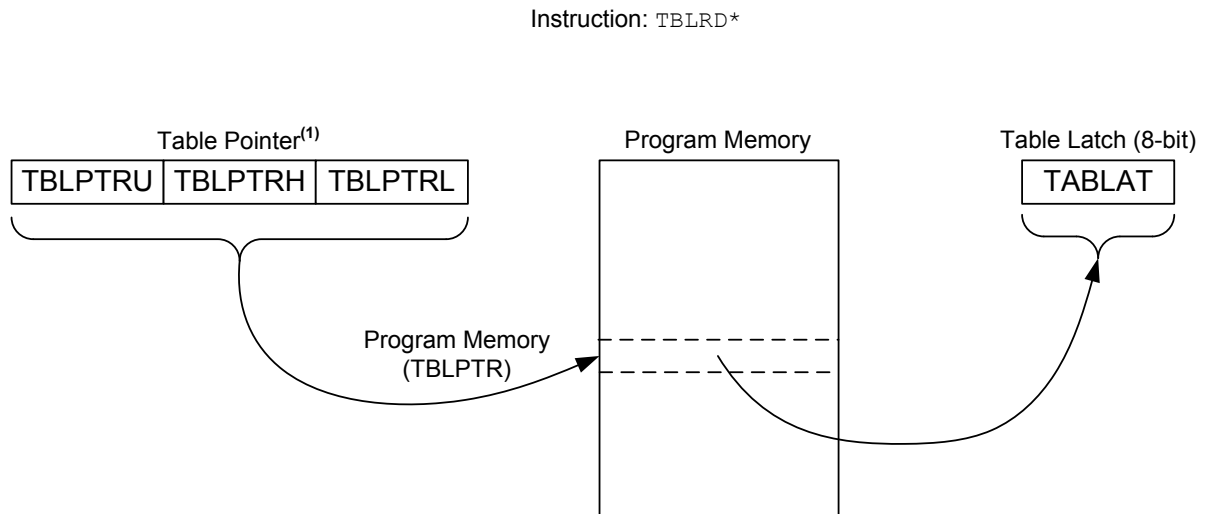 Instruction: TBLRD*
Table Pointer(1)
TBLPTRU TBLPTRH TBLPTRL
Program Memory
Table Latch (8-bit)
TABLAT
Program Memory
(TBLPTR)